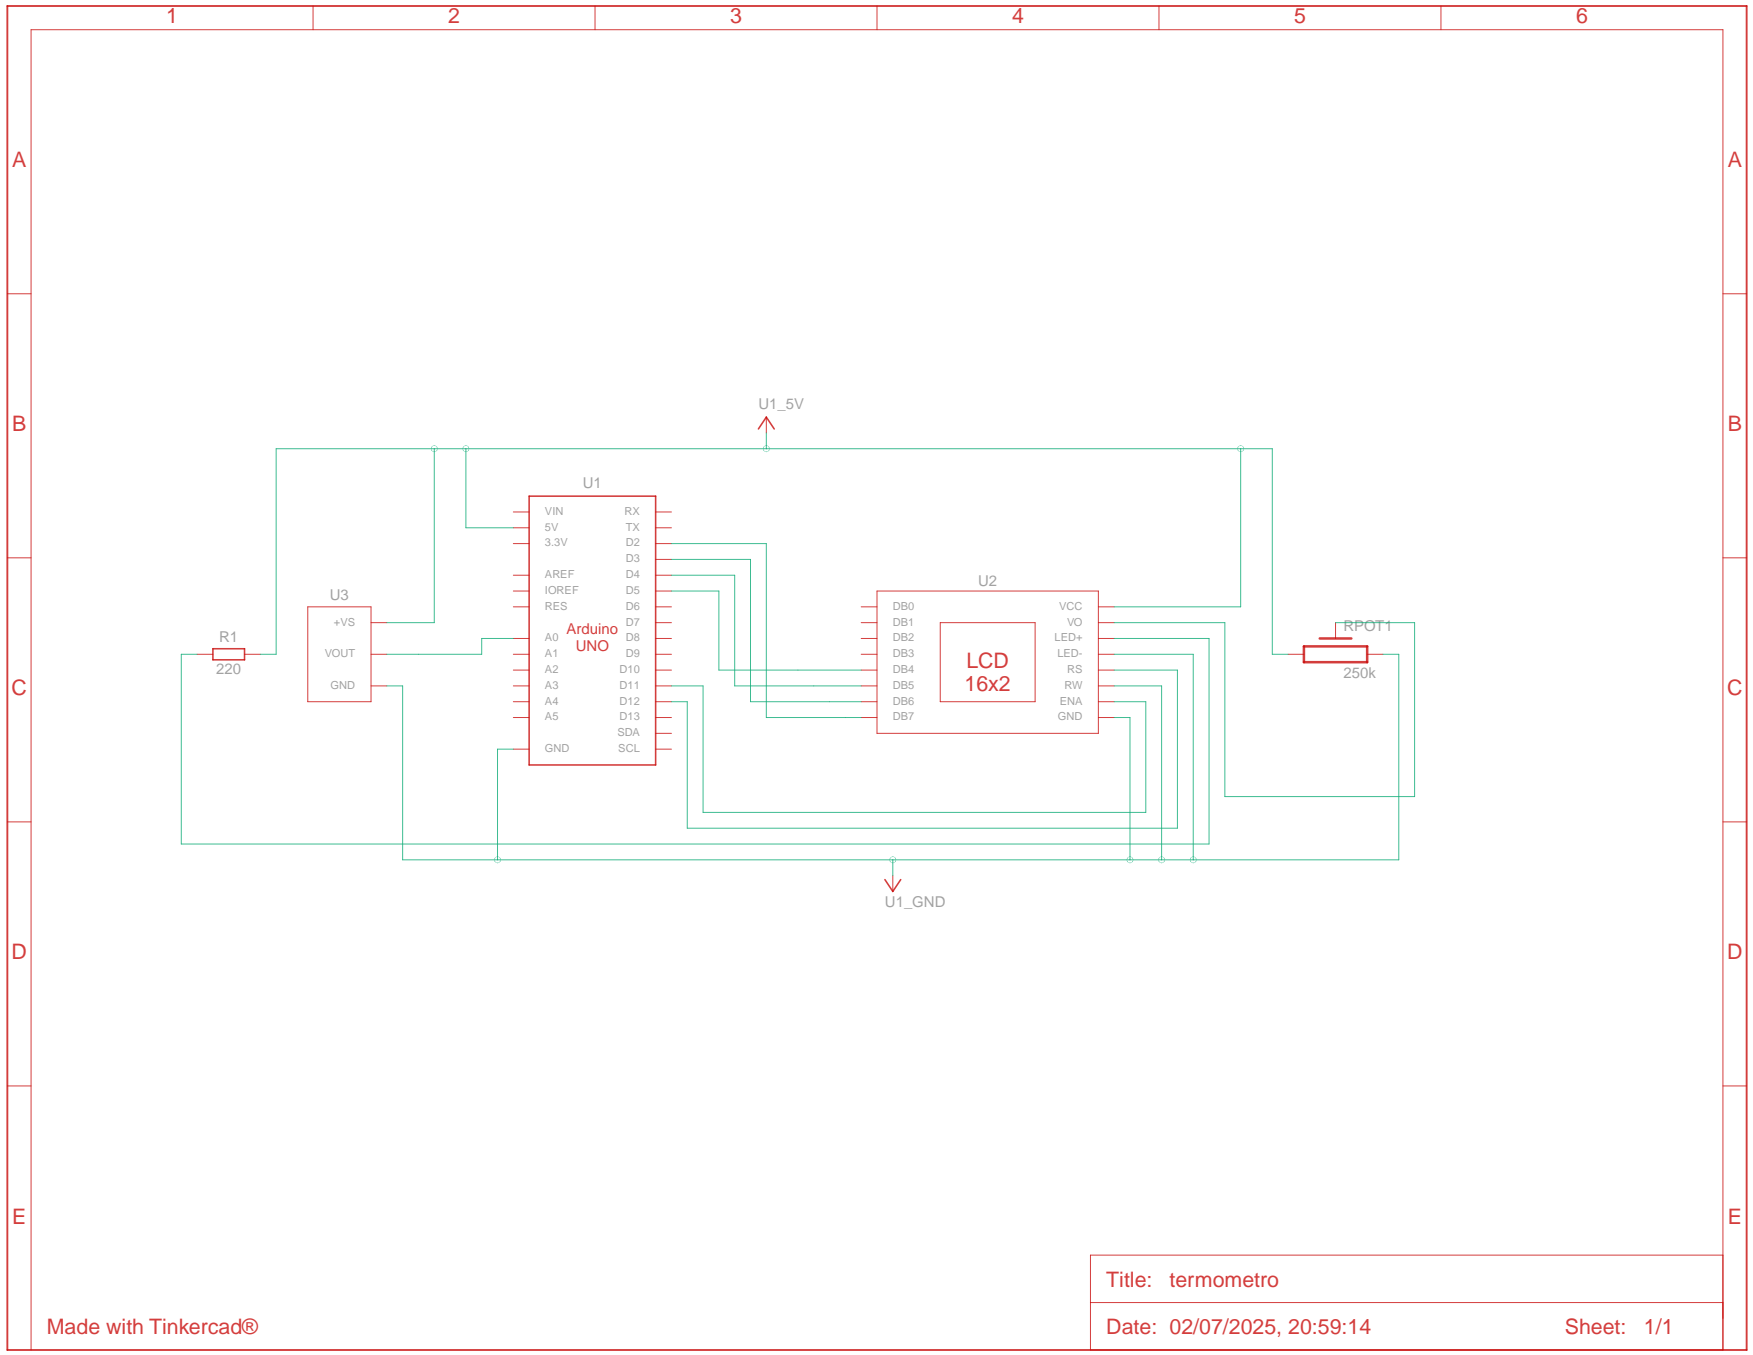 1 2 3 4 5 6
A A
B B
C C
D D
E E
U1_5V
U1
VIN RX
5V TX
3.3V D2
D3
AREF D4
IOREF D5
RES D6
D7
A0 D8
A1 D9
A2 D10
A3 D11
A4 D12
A5 D13
SDA
GND SCL
Arduino
UNO
U3
+VS
VOUT
GND
R1
220
U2
DB0 VCC
DB1 VO
DB2 LED+
DB3 LED-
DB4 RS
DB5 RW
DB6 ENA
DB7 GND
LCD
16x2
RPOT1
250k
U1_GND
Title: termometro
Date: 02/07/2025, 20:59:14 Sheet: 1/1
Made with Tinkercad®